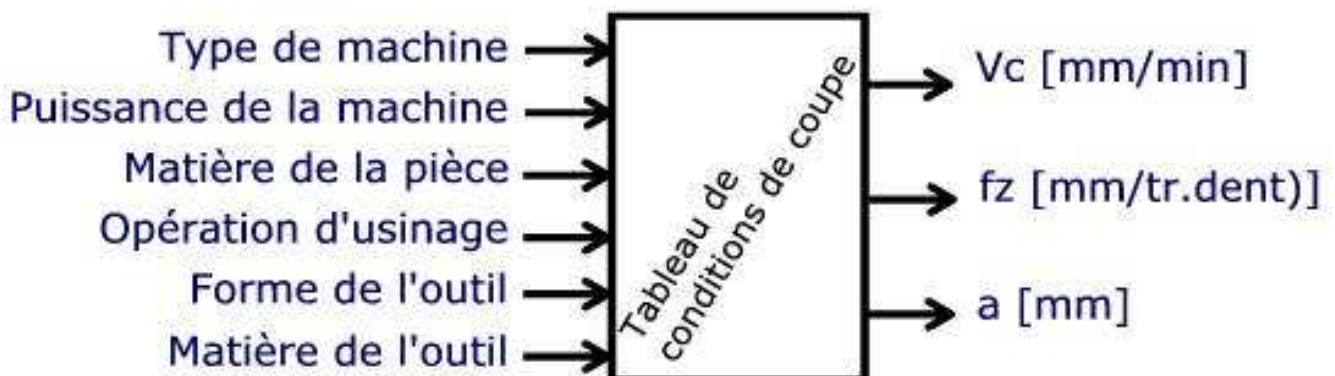 Type de machine
Puissance de la machine
Matière de la pièce
Opération d'usinage
Forme de l'outil
Matière de l'outil
Tableau de
conditions de coupe
Vc [mm/min]
fz [mm/tr.dent)]
a [mm]